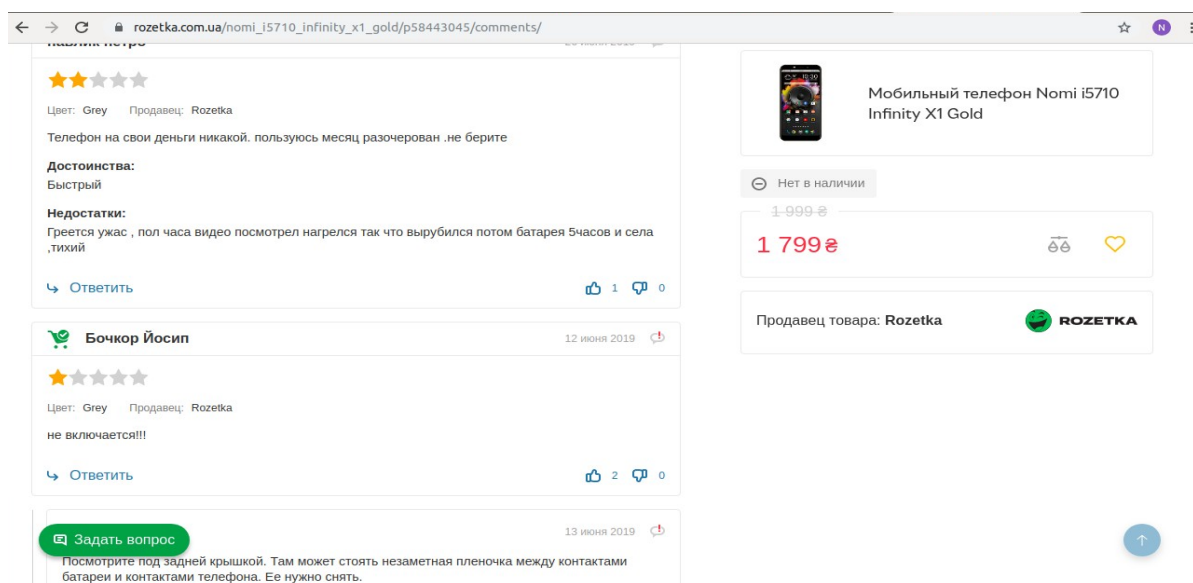 rozetka.com.ua/nomi_i5710_infinity_x1_gold/p58443045/comments/
N
павлик петро
Цвет: Grey Продавец: Rozetka
Телефон на свои деньги никакой. пользуюсь месяц разочерован .не берите
Достоинства:
Быстрый
Недостатки:
Греется ужас , пол часа видео посмотрел нагрелся так что вырубился потом батарея 5часов и села
,тихий
Ответить
1 0
Бочкор Йосип
12 июня 2019
Цвет: Grey Продавец: Rozetka
не включается!!!
Ответить
2 0
13 июня 2019
Задать вопрос
Посмотрите под задней крышкой. Там может стоять незаметная пленочка между контактами
батареи и контактами телефона. Ее нужно снять.
Мобильный телефон Nomi i5710
Infinity X1 Gold
Нет в наличии
1 999 ₴
1 799 ₴
Продавец товара: Rozetka
ROZETKA